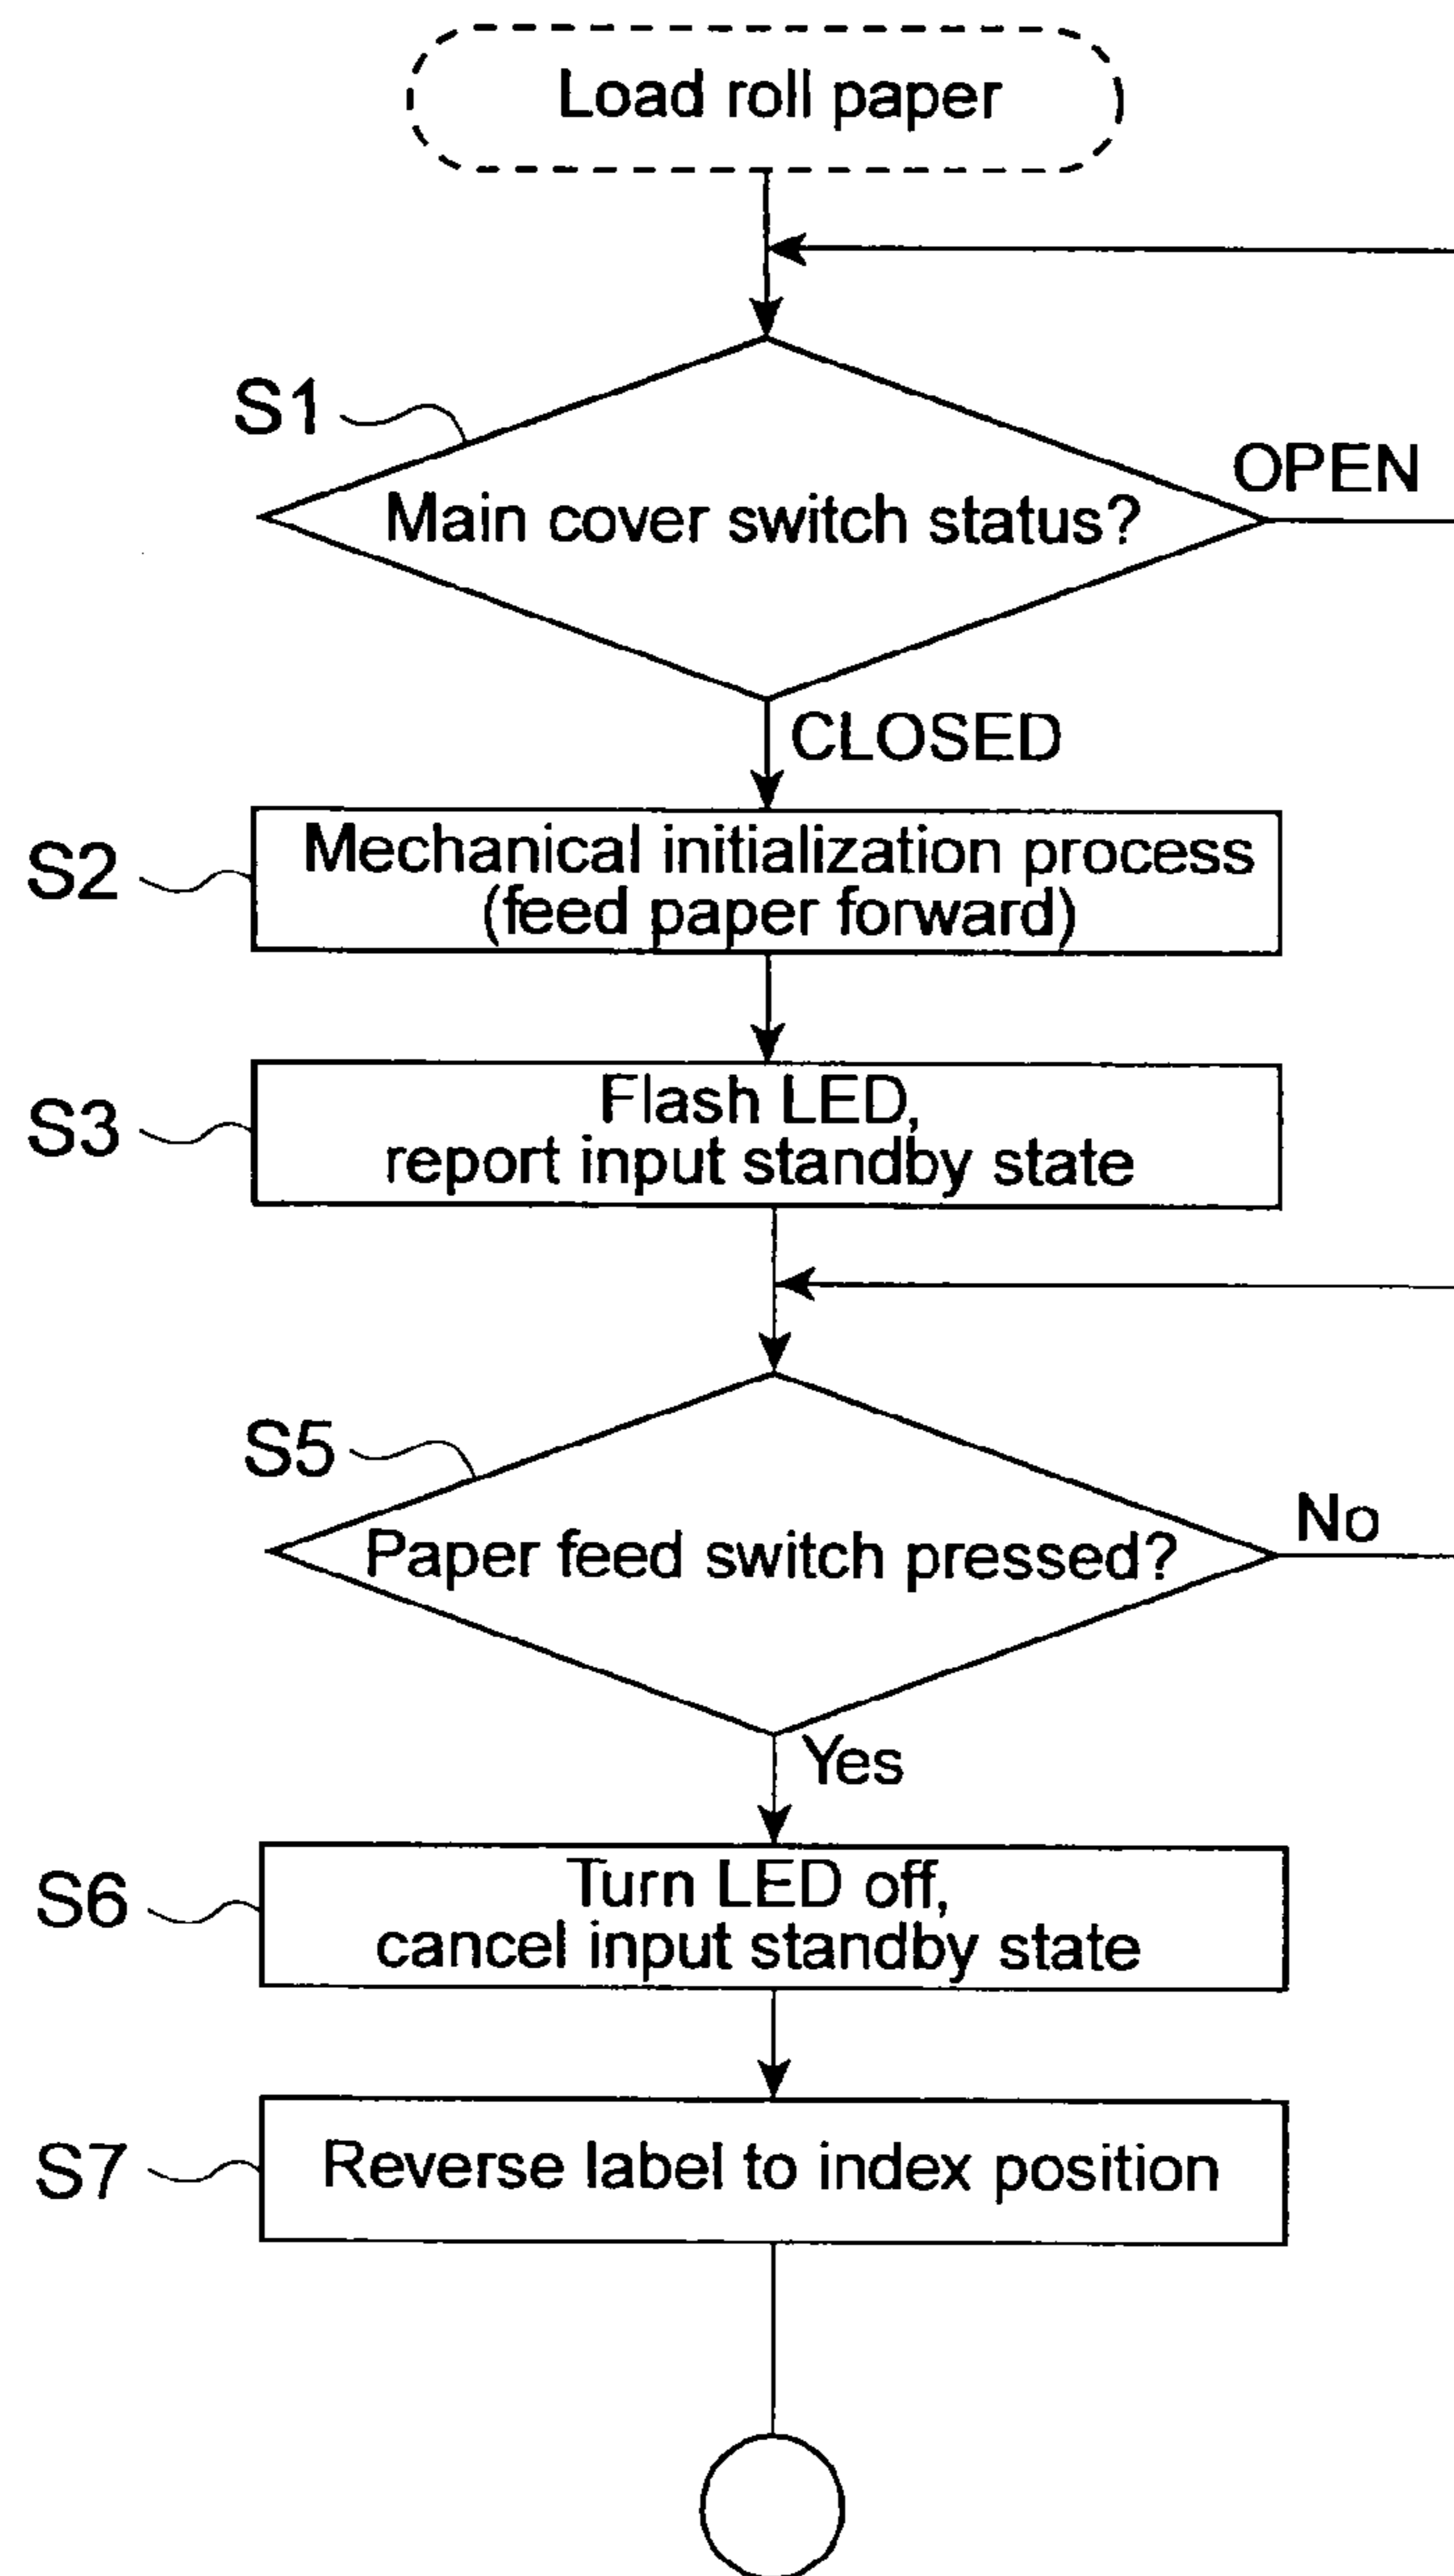 Load roll paper
S1
Main cover switch status?
OPEN
CLOSED
S2
Mechanical initialization process
(feed paper forward)
S3
Flash LED,
report input standby state
S5
Paper feed switch pressed?
No
Yes
S6
Turn LED off,
cancel input standby state
S7
Reverse label to index position